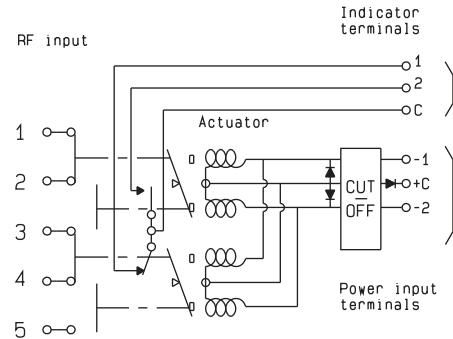 Indicator
terminals
RF input
1
2
C
Actuator
1
2
3
4
5
-1
+C
-2
CUT
OFF
Power input
terminals